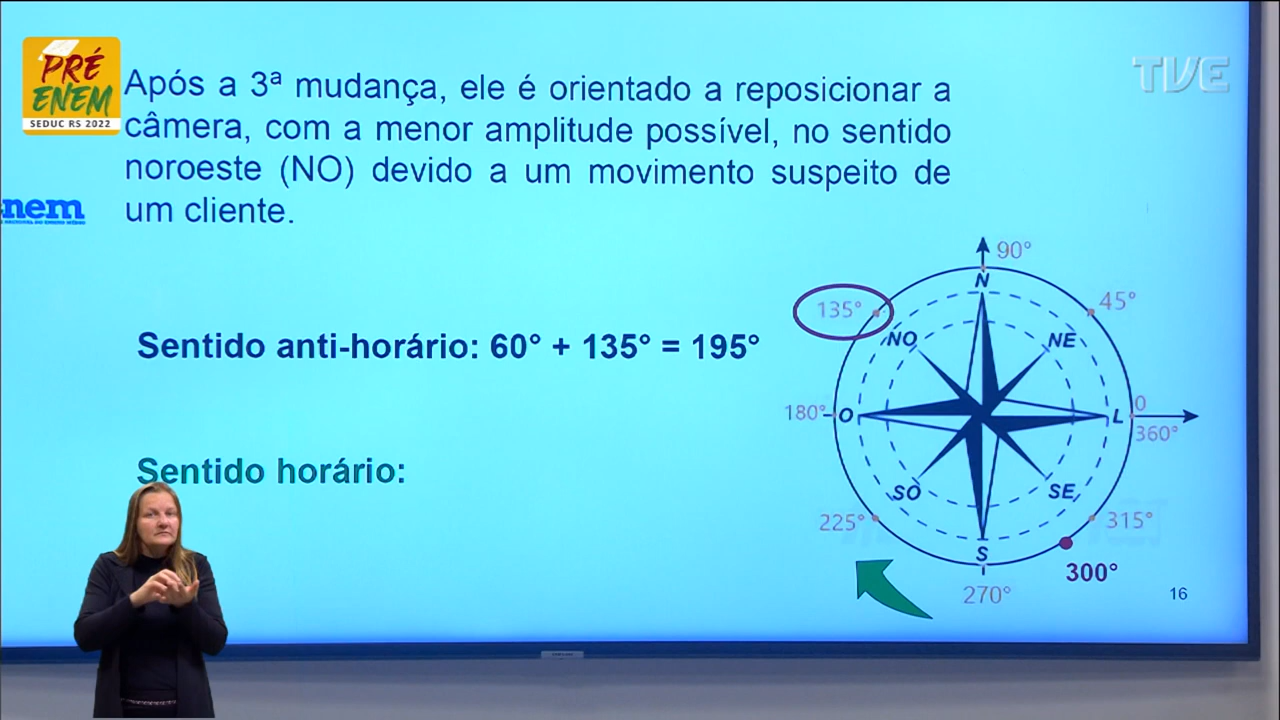 PRÉ
ENEM
SEDUC RS 2022
TVE
Após a 3ª mudança, ele é orientado a reposicionar a
câmera, com a menor amplitude possível, no sentido
noroeste (NO) devido a um movimento suspeito de
um cliente.
nem
Sentido anti-horário: 60° + 135° = 195°
Sentido horário:
90°
N
135°
45°
NO
NE
180°
O
L
0
360°
SO
SE
225°
315°
S
300°
270°
16